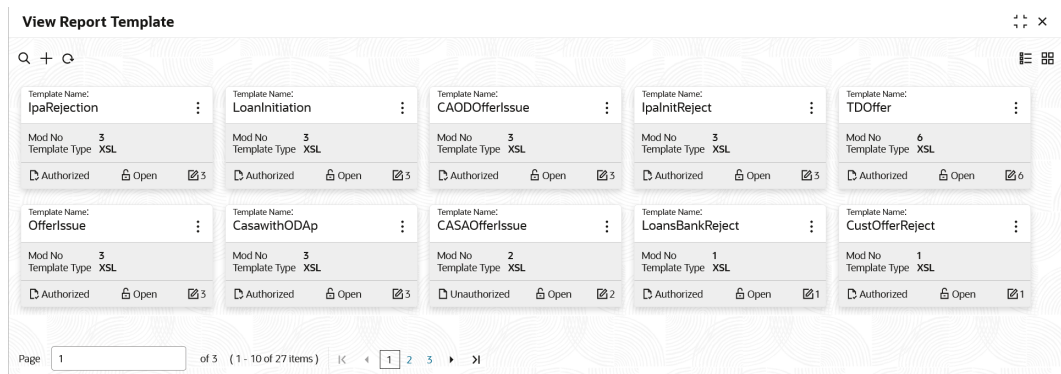 View Report Template
Template Name:
IpaRejection
Mod No 3
Template Type XSL
Authorized Open 3
Template Name:
LoanInitiation
Mod No 3
Template Type XSL
Authorized Open 3
Template Name:
CAODOfferIssue
Mod No 3
Template Type XSL
Authorized Open 3
Template Name:
IpaInitReject
Mod No 3
Template Type XSL
Authorized Open 3
Template Name:
TDOffer
Mod No 6
Template Type XSL
Authorized Open 6
Template Name:
OfferIssue
Mod No 3
Template Type XSL
Authorized Open 3
Template Name:
CasawithODAp
Mod No 3
Template Type XSL
Authorized Open 3
Template Name:
CASAOfferIssue
Mod No 2
Template Type XSL
Unauthorized Open 2
Template Name:
LoansBankReject
Mod No 1
Template Type XSL
Authorized Open 1
Template Name:
CustOfferReject
Mod No 1
Template Type XSL
Authorized Open 1
Page 1 of 3 (1 - 10 of 27 items) 1 2 3